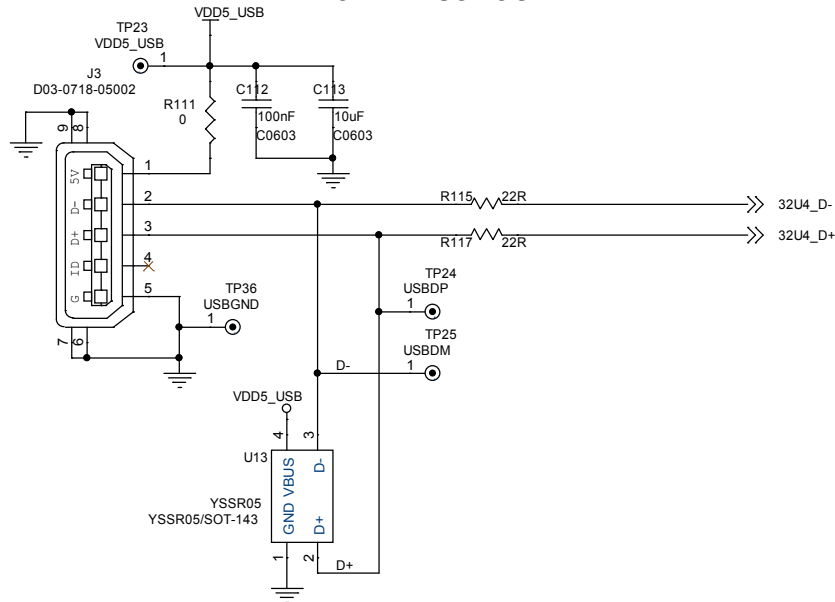 VDD5_USB
TP23
VDD5_USB
1
J3
D03-0718-05002
R111
0
C112
100nF
C0603
C113
10uF
C0603
9
8
5V
1
D-
2
R115
22R
32U4_D-
D+
3
R117
22R
32U4_D+
ID
4
G
5
TP36
USBGND
1
TP24
USBDP
1
TP25
USBDM
D-
1
7
6
VDD5_USB
4
3
U13
GND VBUS
D-
D+
YSSR05
YSSR05/SOT-143
1
2
D+